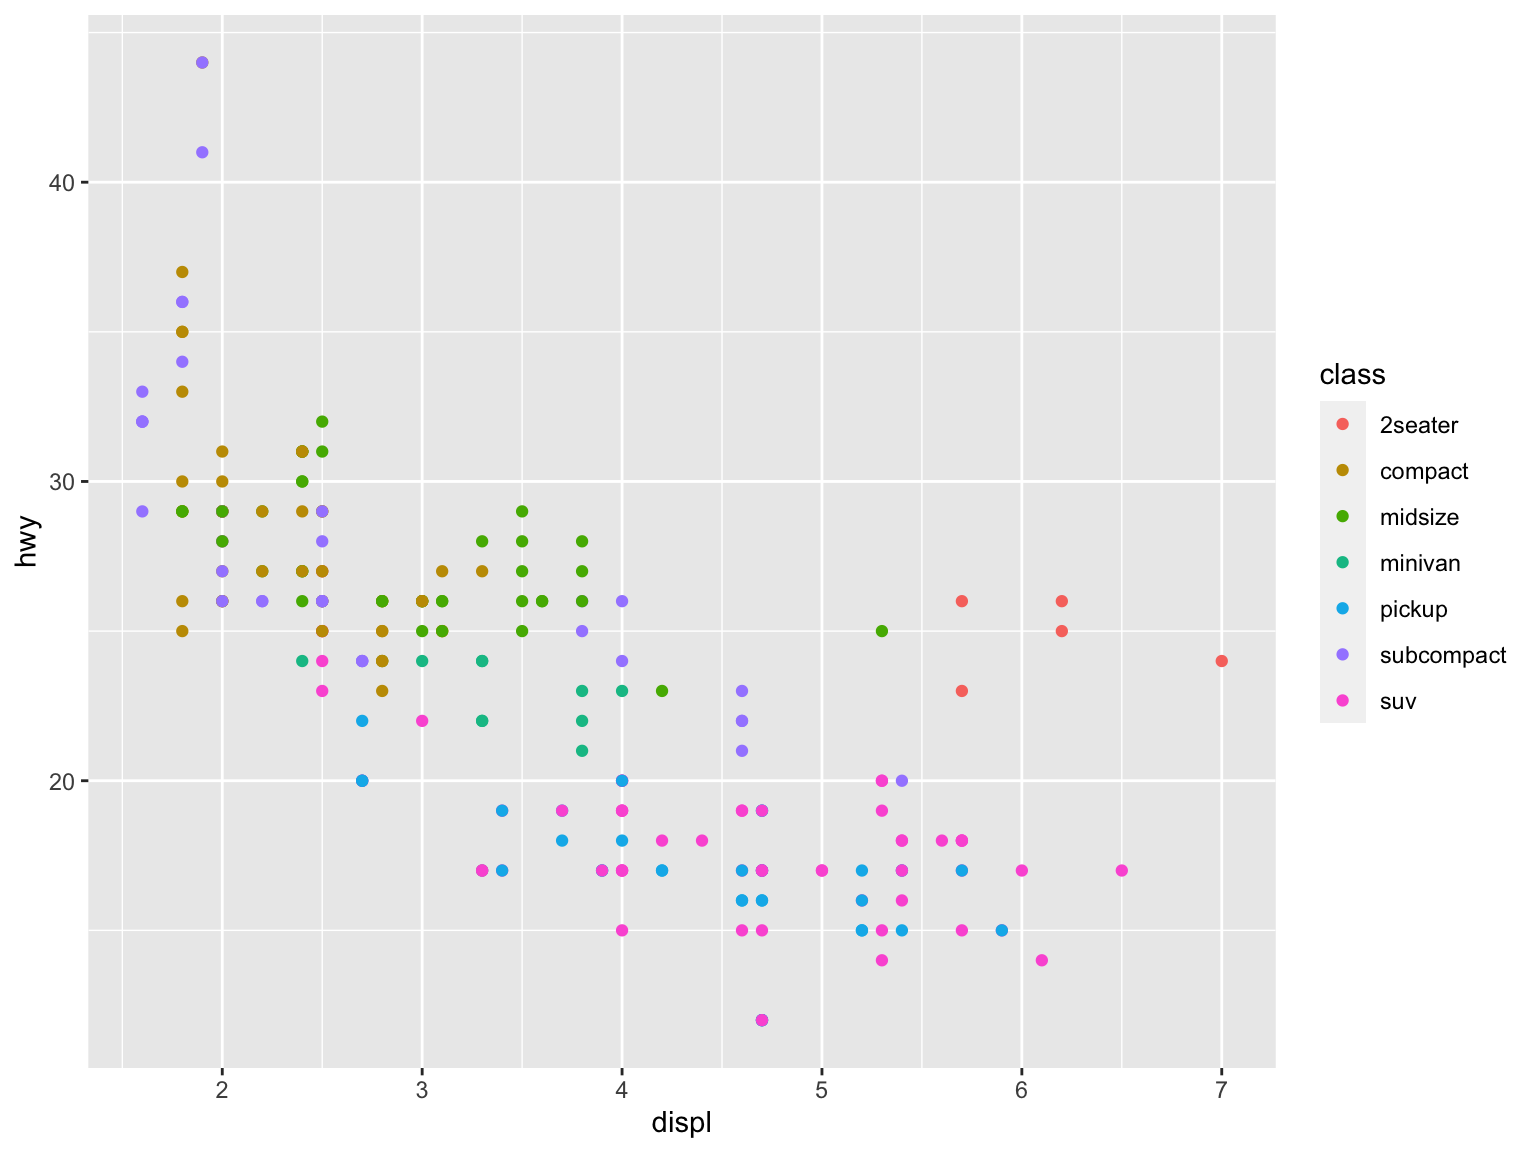 40
30
20
hwy
2
3
4
5
6
7
displ
class
2seater
compact
midsize
minivan
pickup
subcompact
suv